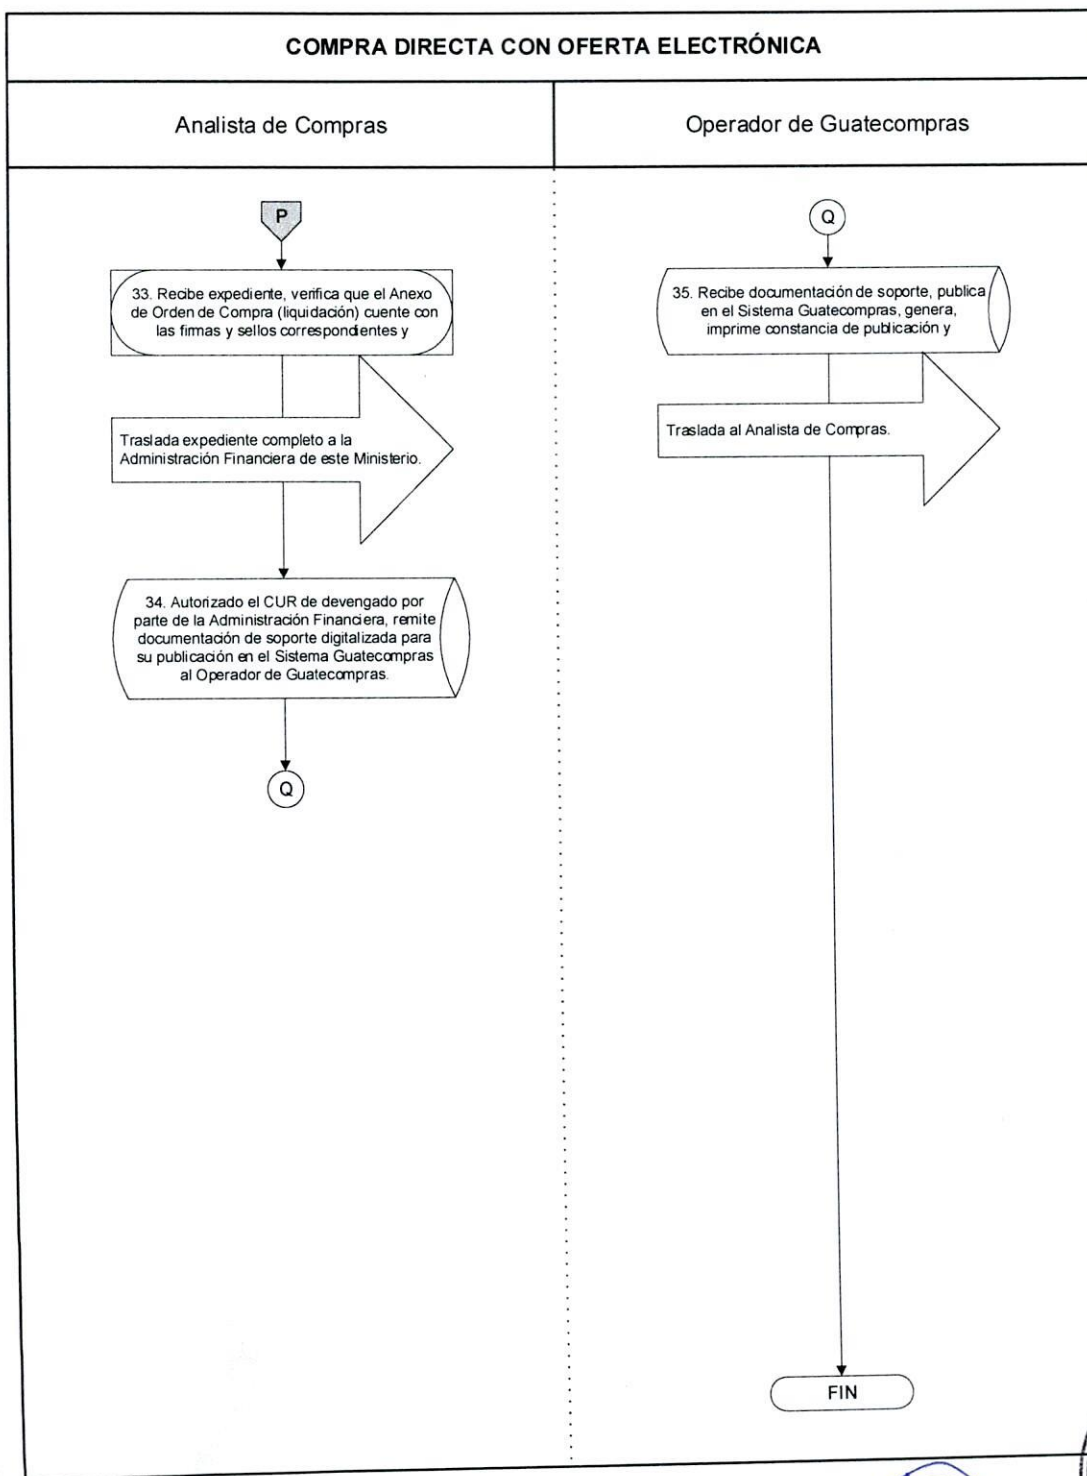 COMPRA DIRECTA CON OFERTA ELECTRÓNICA
Analista de Compras
Operador de Guatecompras
P
33. Recibe expediente, verifica que el Anexo
de Orden de Compra (liquidación) cuente con
las firmas y sellos correspondientes y
Traslada expediente completo a la
Administración Financiera de este Ministerio.
34. Autorizado el CUR de devengado por
parte de la Administración Financiera, remite
documentación de soporte digitalizada para
su publicación en el Sistema Guatecompras
al Operador de Guatecompras.
Q
Q
35. Recibe documentación de soporte, publica
en el Sistema Guatecompras, genera,
imprime constancia de publicación y
Traslada al Analista de Compras.
FIN